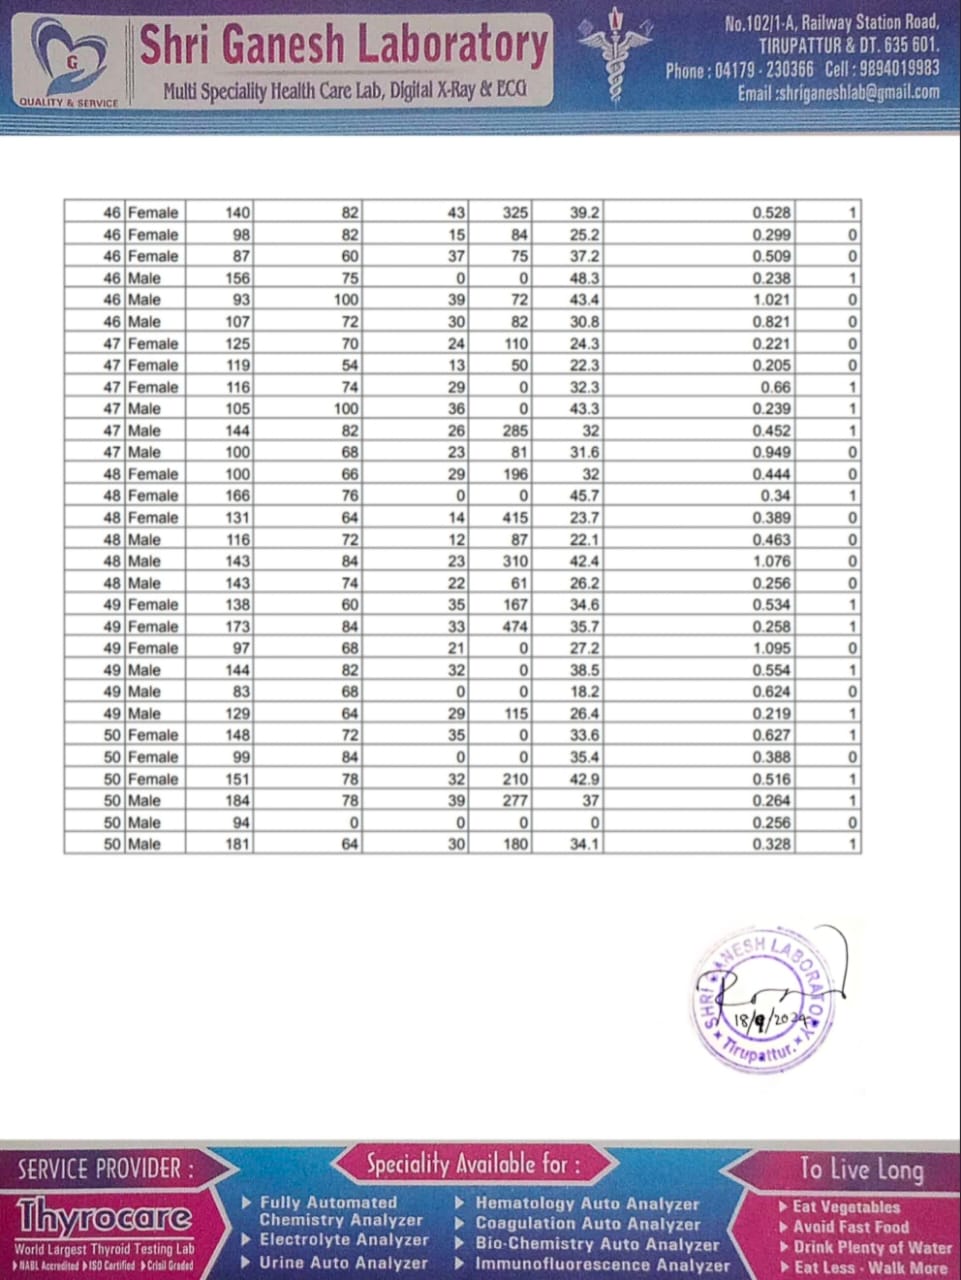 G
QUALITY & SERVICE
Shri Ganesh Laboratory
Multi Speciality Health Care Lab, Digital X-Ray & ECG
No.102/1-A, Railway Station Road,
TIRUPATTUR & DT. 635 601.
Phone : 04179 - 230366 Cell : 9894019983
Email :shriganeshlab@gmail.com
46 Female 140 82 43 325 39.2 0.528 1
46 Female 98 82 15 84 25.2 0.299 0
46 Female 87 60 37 75 37.2 0.509 0
46 Male 156 75 0 0 48.3 0.238 1
46 Male 93 100 39 72 43.4 1.021 0
46 Male 107 72 30 82 30.8 0.821 0
47 Female 125 70 24 110 24.3 0.221 0
47 Female 119 54 13 50 22.3 0.205 0
47 Female 116 74 29 0 32.3 0.66 1
47 Male 105 100 36 0 43.3 0.239 1
47 Male 144 82 26 285 32 0.452 1
47 Male 100 68 23 81 31.6 0.949 0
48 Female 100 66 29 196 32 0.444 0
48 Female 166 76 0 0 45.7 0.34 1
48 Female 131 64 14 415 23.7 0.389 0
48 Male 116 72 12 87 22.1 0.463 0
48 Male 143 84 23 310 42.4 1.076 0
48 Male 143 74 22 61 26.2 0.256 0
49 Female 138 60 35 167 34.6 0.534 1
49 Female 173 84 33 474 35.7 0.258 1
49 Female 97 68 21 0 27.2 1.095 0
49 Male 144 82 32 0 38.5 0.554 1
49 Male 83 68 0 0 18.2 0.624 0
49 Male 129 64 29 115 26.4 0.219 1
50 Female 148 72 35 0 33.6 0.627 1
50 Female 99 84 0 0 35.4 0.388 0
50 Female 151 78 32 210 42.9 0.516 1
50 Male 184 78 39 277 37 0.264 1
50 Male 94 0 0 0 0 0.256 0
50 Male 181 64 30 180 34.1 0.328 1
SHRI GANESH LABORATORY
18/9/2024
Tirupattur.
SERVICE PROVIDER :
Thyrocare
World Largest Thyroid Testing Lab
NABL Accredited ISO Certified Crisil Graded
Speciality Available for :
Fully Automated
Chemistry Analyzer
Electrolyte Analyzer
Urine Auto Analyzer
Hematology Auto Analyzer
Coagulation Auto Analyzer
Bio-Chemistry Auto Analyzer
Immunofluorescence Analyzer
To Live Long
Eat Vegetables
Avoid Fast Food
Drink Plenty of Water
Eat Less - Walk More